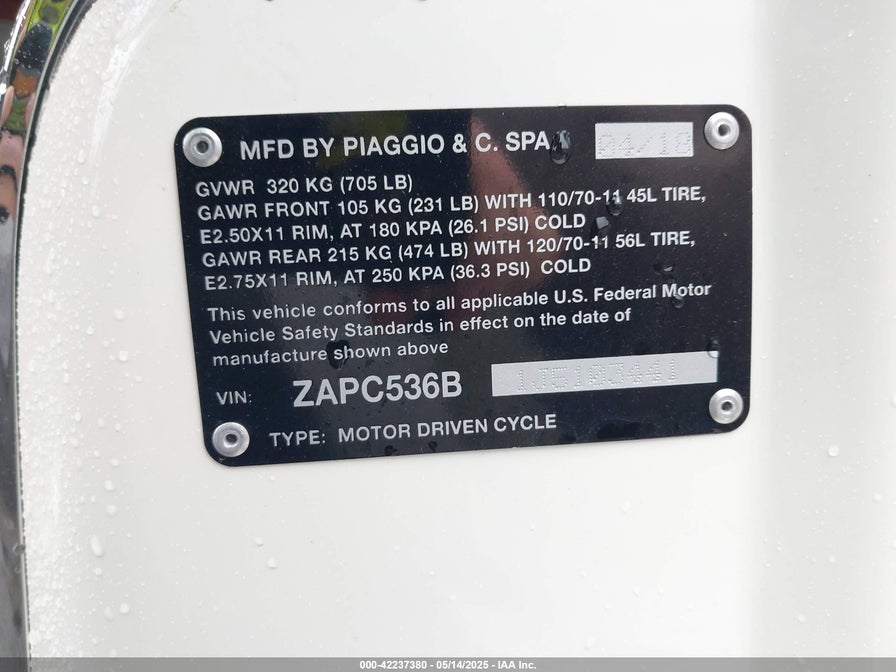 MFD BY PIAGGIO & C. SPA 04/18
GVWR 320 KG (705 LB)
GAWR FRONT 105 KG (231 LB) WITH 110/70-11 45L TIRE,
E2.50X11 RIM, AT 180 KPA (26.1 PSI) COLD
GAWR REAR 215 KG (474 LB) WITH 120/70-11 56L TIRE,
E2.75X11 RIM, AT 250 KPA (36.3 PSI) COLD
This vehicle conforms to all applicable U.S. Federal Motor
Vehicle Safety Standards in effect on the date of
manufacture shown above
VIN: ZAPC536B 1J5103441
TYPE: MOTOR DRIVEN CYCLE
000-42237380 - 05/14/2025 - IAA Inc.